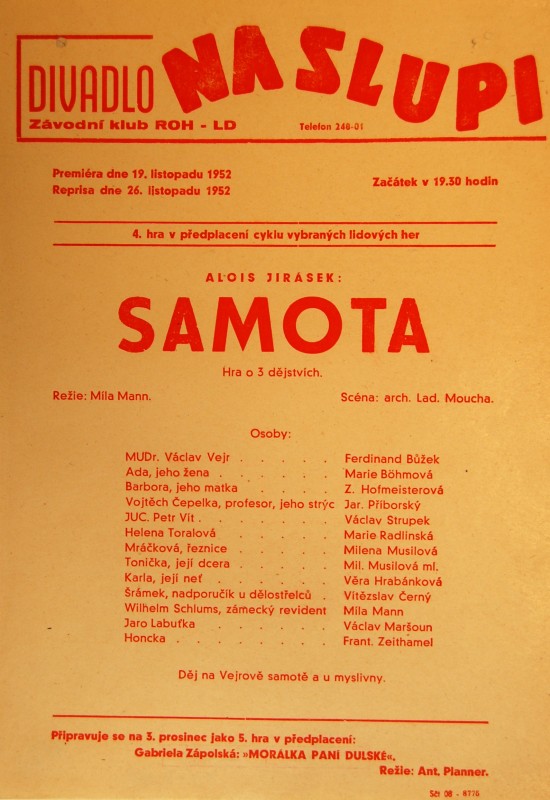 DIVADLO NA SLUPI
Závodní klub ROH - LD Telefon 246-01
Premiéra dne 19. listopadu 1952
Reprisa dne 26. listopadu 1952
Začátek v 19.30 hodin
4. hra v předplacení cyklu vybraných lidových her
ALOIS JIRÁSEK:
SAMOTA
Hra o 3 dějstvích.
Režie: Míla Mann. Scéna: arch. Lad. Moucha.
Osoby:
MUDr. Václav Vejr . . . . . Ferdinand Bůžek
Ada, jeho žena . . . . . Marie Böhmová
Barbora, jeho matka . . . . Z. Hofmeisterová
Vojtěch Čepelka, profesor, jeho strýc Jar. Příborský
JUC. Petr Vít . . . . . . Václav Strupek
Helena Toralová . . . . . Marie Radlinská
Mráčková, řeznice . . . . . Milena Musilová
Tonička, její dcera . . . . . Mil. Musilová ml.
Karla, její neť . . . . . Věra Hrabánková
Šrámek, nadporučík u dělostřelců . Vítězslav Černý
Wilhelm Schlums, zámecký revident Míla Mann
Jaro Labuťka . . . . . Václav Maršoun
Honcka . . . . . . . Frant. Zeithamel
Děj na Vejrově samotě a u myslivny.
Připravuje se na 3. prosinec jako 5. hra v předplacení:
Gabriela Zápolská: »MORÁLKA PANÍ DULSKÉ«,
Režie: Ant. Planner.
Sčt 08 - 8776